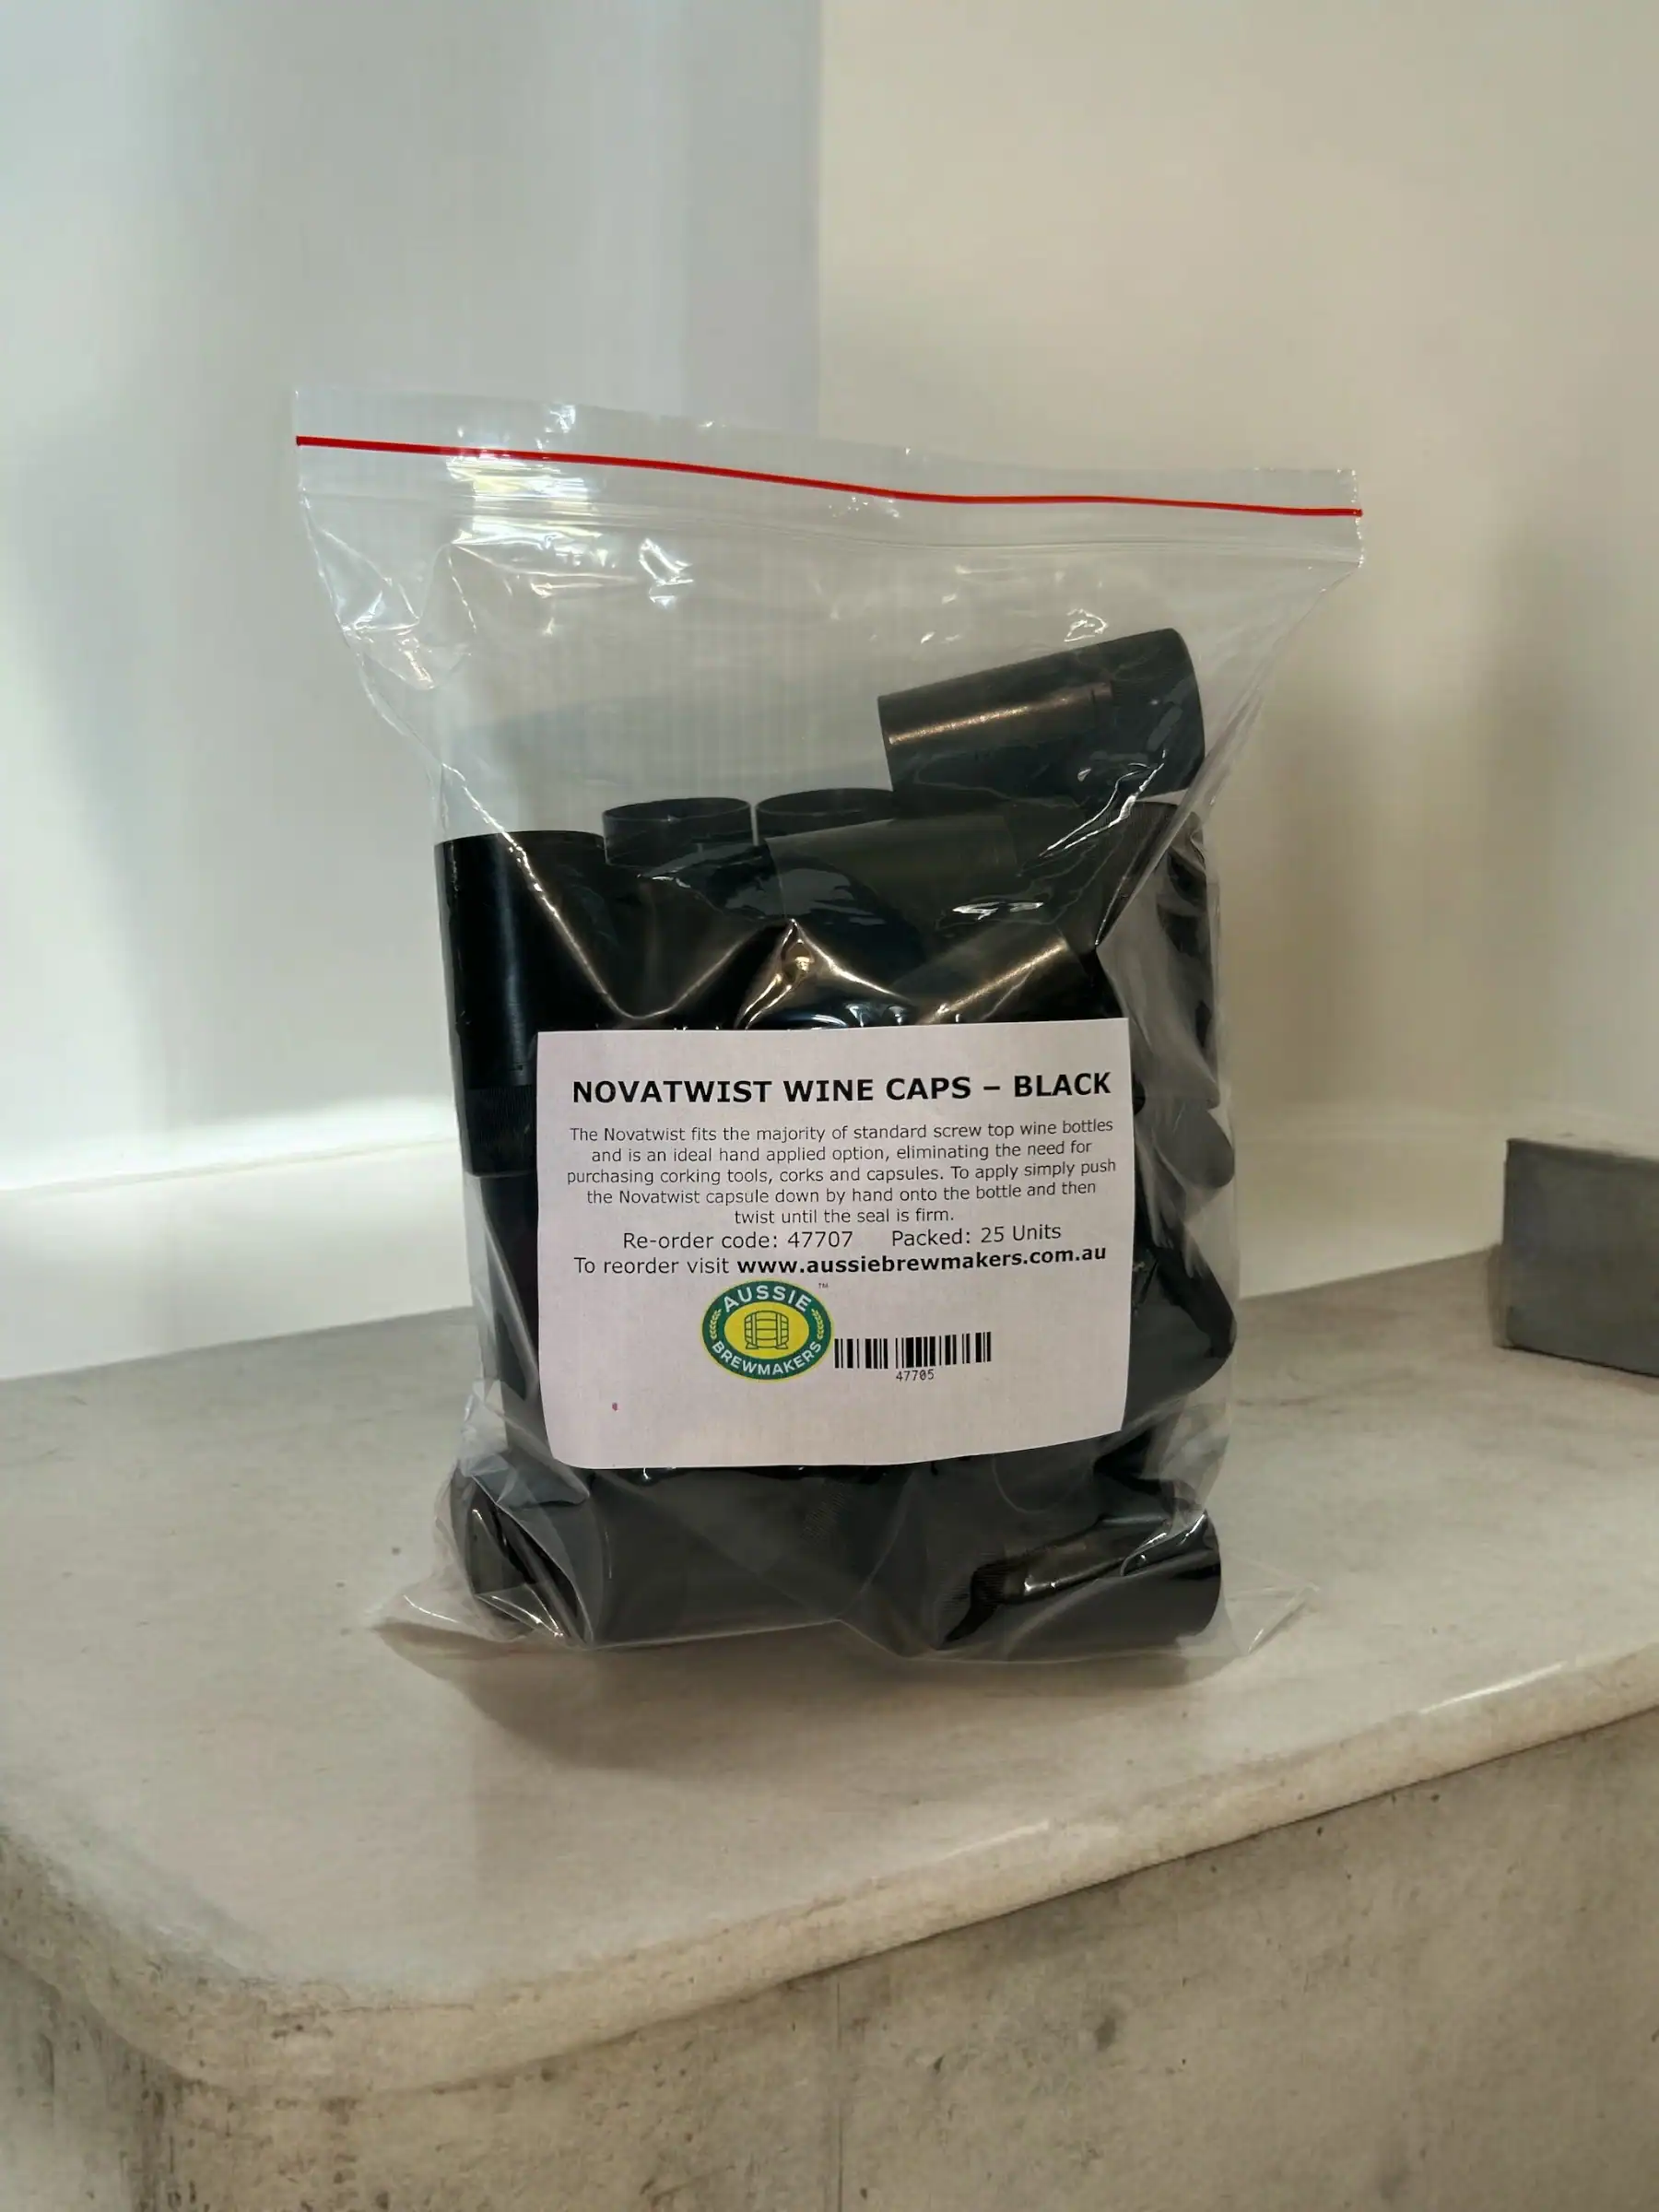 NOVATWIST WINE CAPS – BLACK
The Novatwist fits the majority of standard screw top wine bottles
and is an ideal hand applied option, eliminating the need for
purchasing corking tools, corks and capsules. To apply simply push
the Novatwist capsule down by hand onto the bottle and then
twist until the seal is firm.
Re-order code: 47707 Packed: 25 Units
To reorder visit www.aussiebrewmakers.com.au
AUSSIE ™
BREWMAKERS
47705